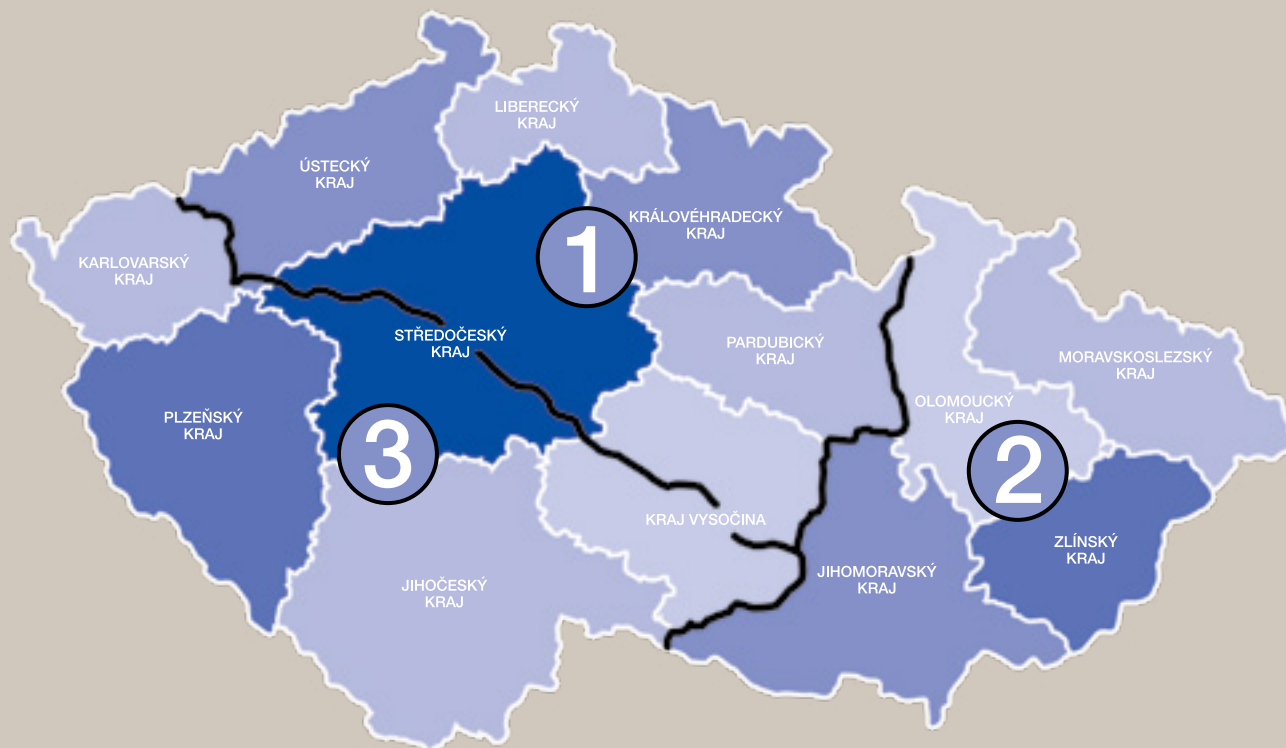 LIBERECKÝ
KRAJ
ÚSTECKÝ
KRAJ
KRÁLOVÉHRADECKÝ
KRAJ
1
KARLOVARSKÝ
KRAJ
STŘEDOČESKÝ
KRAJ
PARDUBICKÝ
KRAJ
MORAVSKOSLEZSKÝ
KRAJ
OLOMOUCKÝ
KRAJ
PLZEŇSKÝ
KRAJ
3
2
KRAJ VYSOČINA
ZLÍNSKÝ
KRAJ
JIHOČESKÝ
KRAJ
JIHOMORAVSKÝ
KRAJ